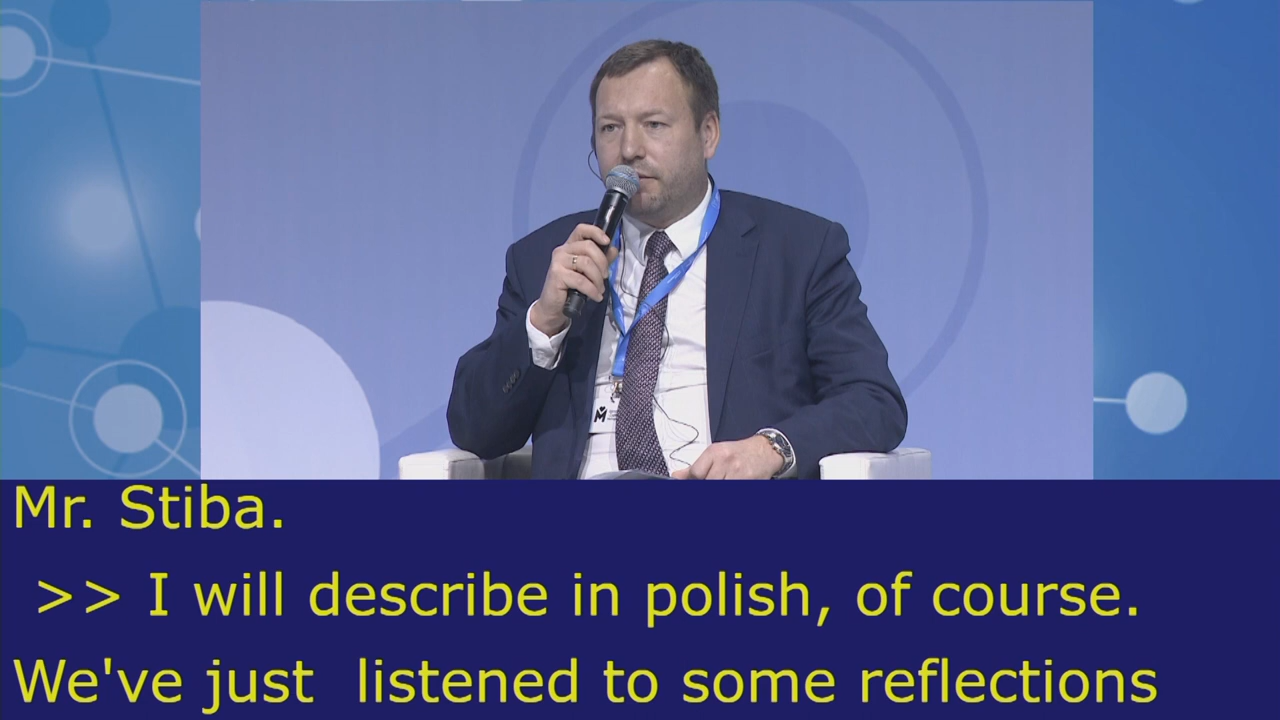 Mr. Stiba.
>> I will describe in polish, of course.
We've just  listened to some reflections